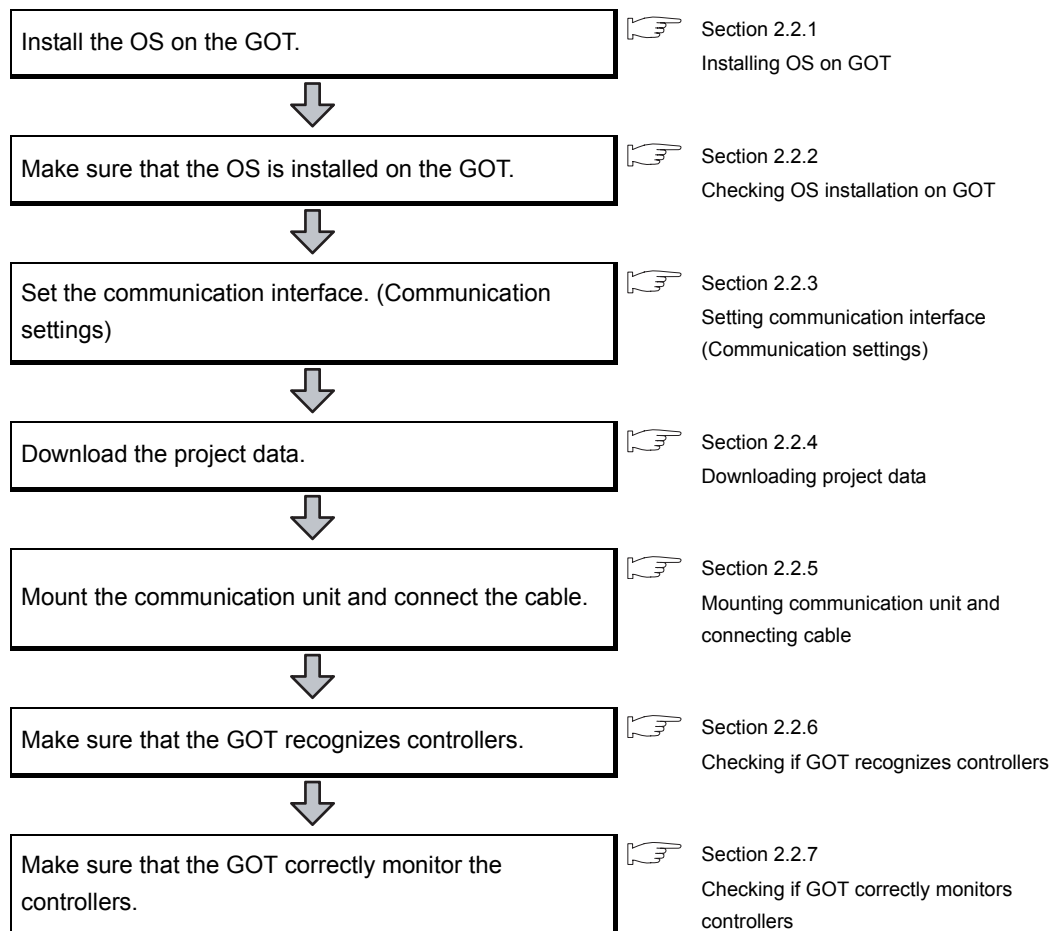 Install the OS on the GOT.
Section 2.2.1
Installing OS on GOT
Make sure that the OS is installed on the GOT.
Section 2.2.2
Checking OS installation on GOT
Set the communication interface. (Communication
settings)
Section 2.2.3
Setting communication interface
(Communication settings)
Download the project data.
Section 2.2.4
Downloading project data
Mount the communication unit and connect the cable.
Section 2.2.5
Mounting communication unit and
connecting cable
Make sure that the GOT recognizes controllers.
Section 2.2.6
Checking if GOT recognizes controllers
Make sure that the GOT correctly monitor the
controllers.
Section 2.2.7
Checking if GOT correctly monitors
controllers